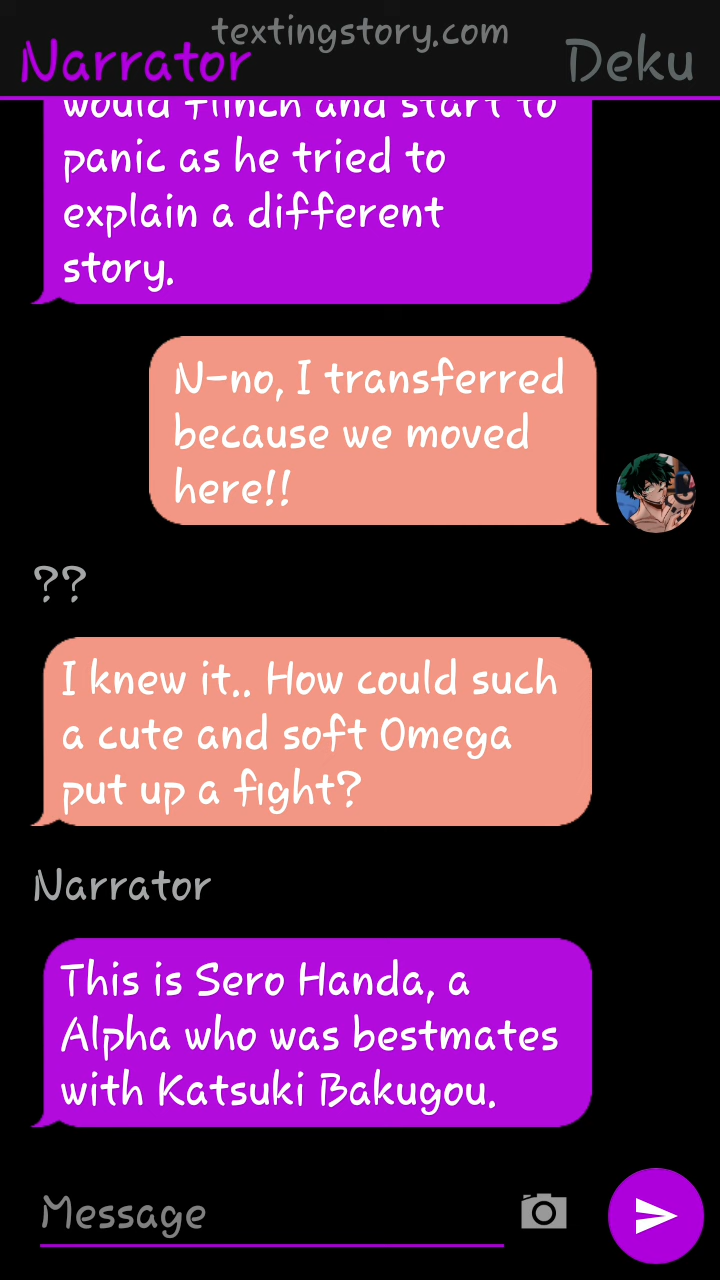 textingstory.com
Narrator
Deku
would flinch and start to
panic as he tried to
explain a different
story.
N-no, I transferred
because we moved
here!!
??
I knew it.. How could such
a cute and soft Omega
put up a fight?
Narrator
This is Sero Handa, a
Alpha who was bestmates
with Katsuki Bakugou.
Message